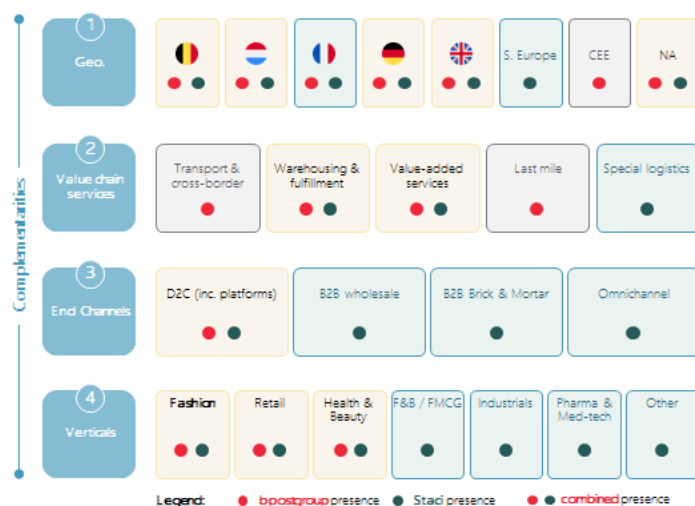 Complementarities
1
Geo.
S. Europe
CEE
NA
2
Value chain
services
Transport &
cross-border
Warehousing &
fulfillment
Value-added
services
Last mile
Special logistics
3
End Channels
D2C (inc. platforms)
B2B wholesale
B2B Brick & Mortar
Omnichannel
4
Verticals
Fashion
Retail
Health &
Beauty
F&B / FMCG
Industrials
Pharma &
Med-tech
Other
Legend: bpostgroup presence Staci presence combined presence